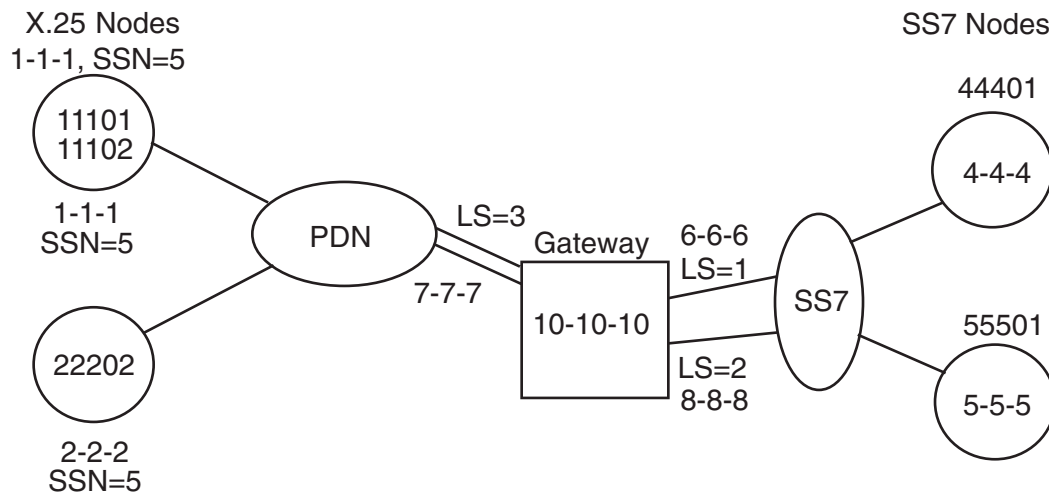 X.25 Nodes
1-1-1, SSN=5
11101
11102
1-1-1
SSN=5
22202
2-2-2
SSN=5
PDN
LS=3
7-7-7
Gateway
10-10-10
6-6-6
LS=1
LS=2
8-8-8
SS7
SS7 Nodes
44401
4-4-4
55501
5-5-5